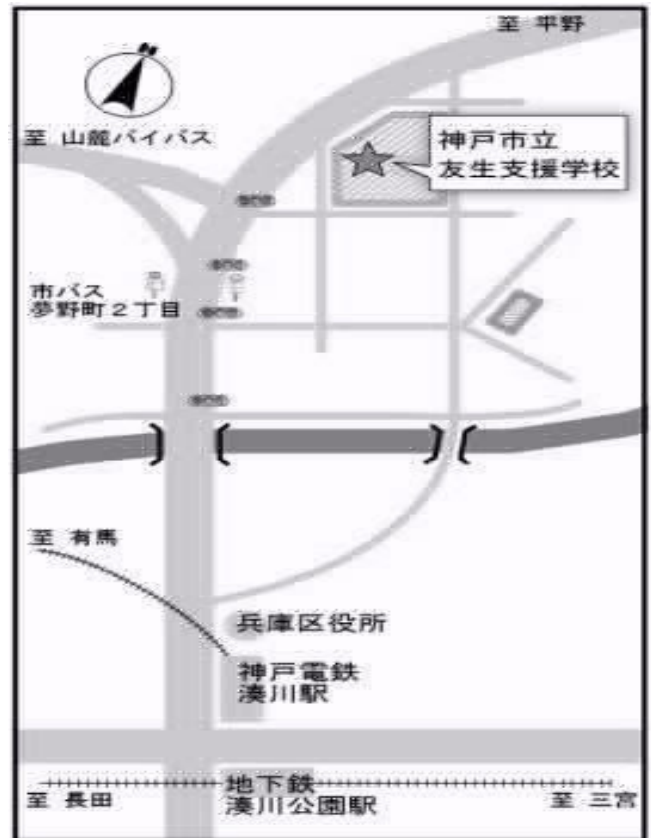 至 平野
N
至 山麓バイパス
神戸市立
友生支援学校
市バス
夢野町2丁目
至 有馬
兵庫区役所
神戸電鉄
湊川駅
地下鉄
湊川公園駅
至 長田
至 三宮